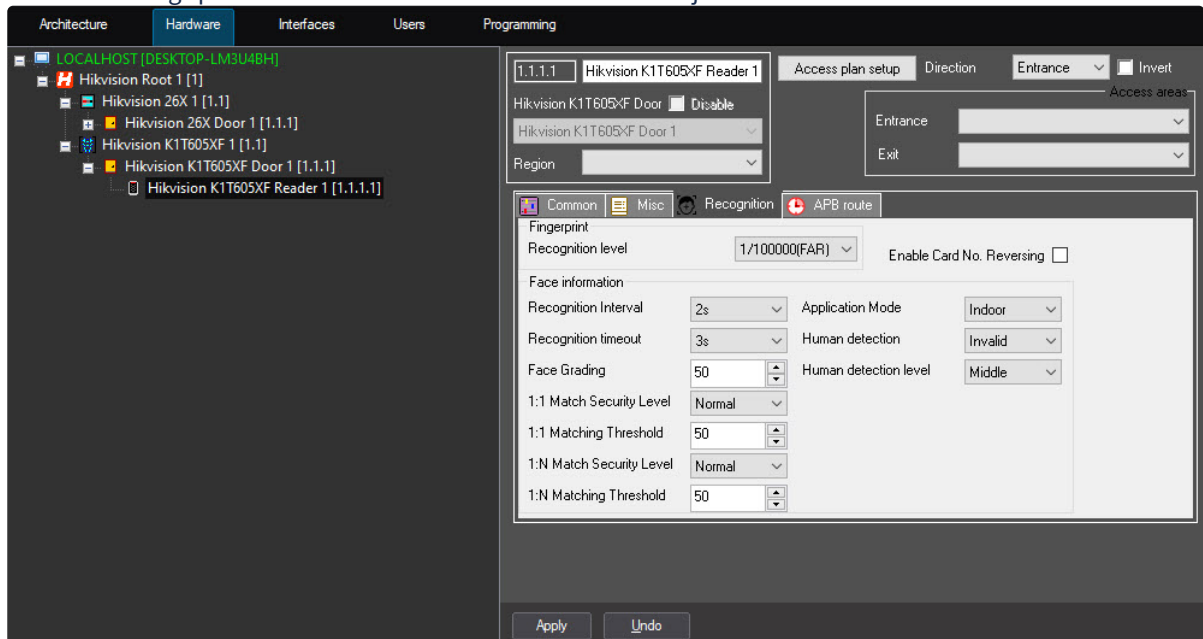 Architecture Hardware Interfaces Users Programming
LOCALHOST [DESKTOP-LM3U4BH]
Hikvision Root 1 [1]
Hikvision 26X 1 [1.1]
Hikvision 26X Door 1 [1.1.1]
Hikvision K1T605XF 1 [1.1]
Hikvision K1T605XF Door 1 [1.1.1]
Hikvision K1T605XF Reader 1 [1.1.1.1]
1.1.1.1 Hikvision K1T605XF Reader 1
Hikvision K1T605XF Door Disable
Hikvision K1T605XF Door 1
Region
Access plan setup Direction Entrance Invert
Access areas
Entrance
Exit
Common Misc Recognition APB route
Fingerprint
Recognition level 1/100000(FAR) Enable Card No. Reversing
Face information
Recognition Interval 2s Application Mode Indoor
Recognition timeout 3s Human detection Invalid
Face Grading 50 Human detection level Middle
1:1 Match Security Level Normal
1:1 Matching Threshold 50
1:N Match Security Level Normal
1:N Matching Threshold 50
Apply Undo